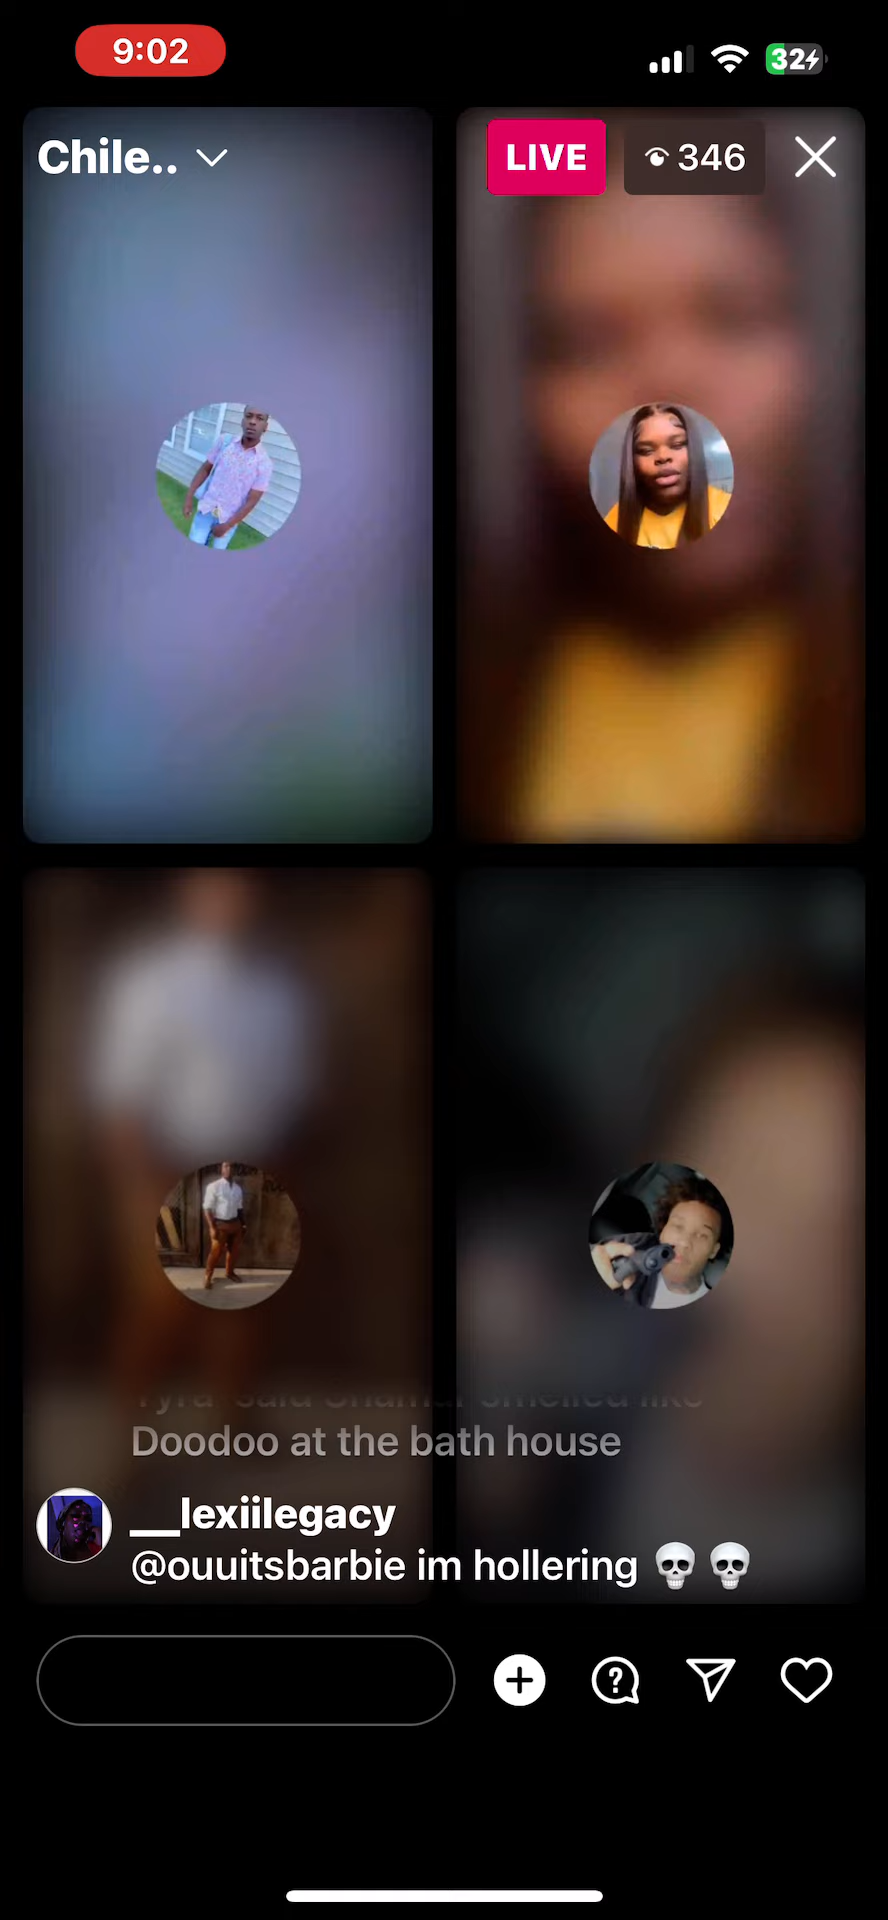 9:02
32
Chile..
LIVE
346
Doodoo at the bath house
__lexiilegacy
@ouuitsbarbie im hollering 💀💀